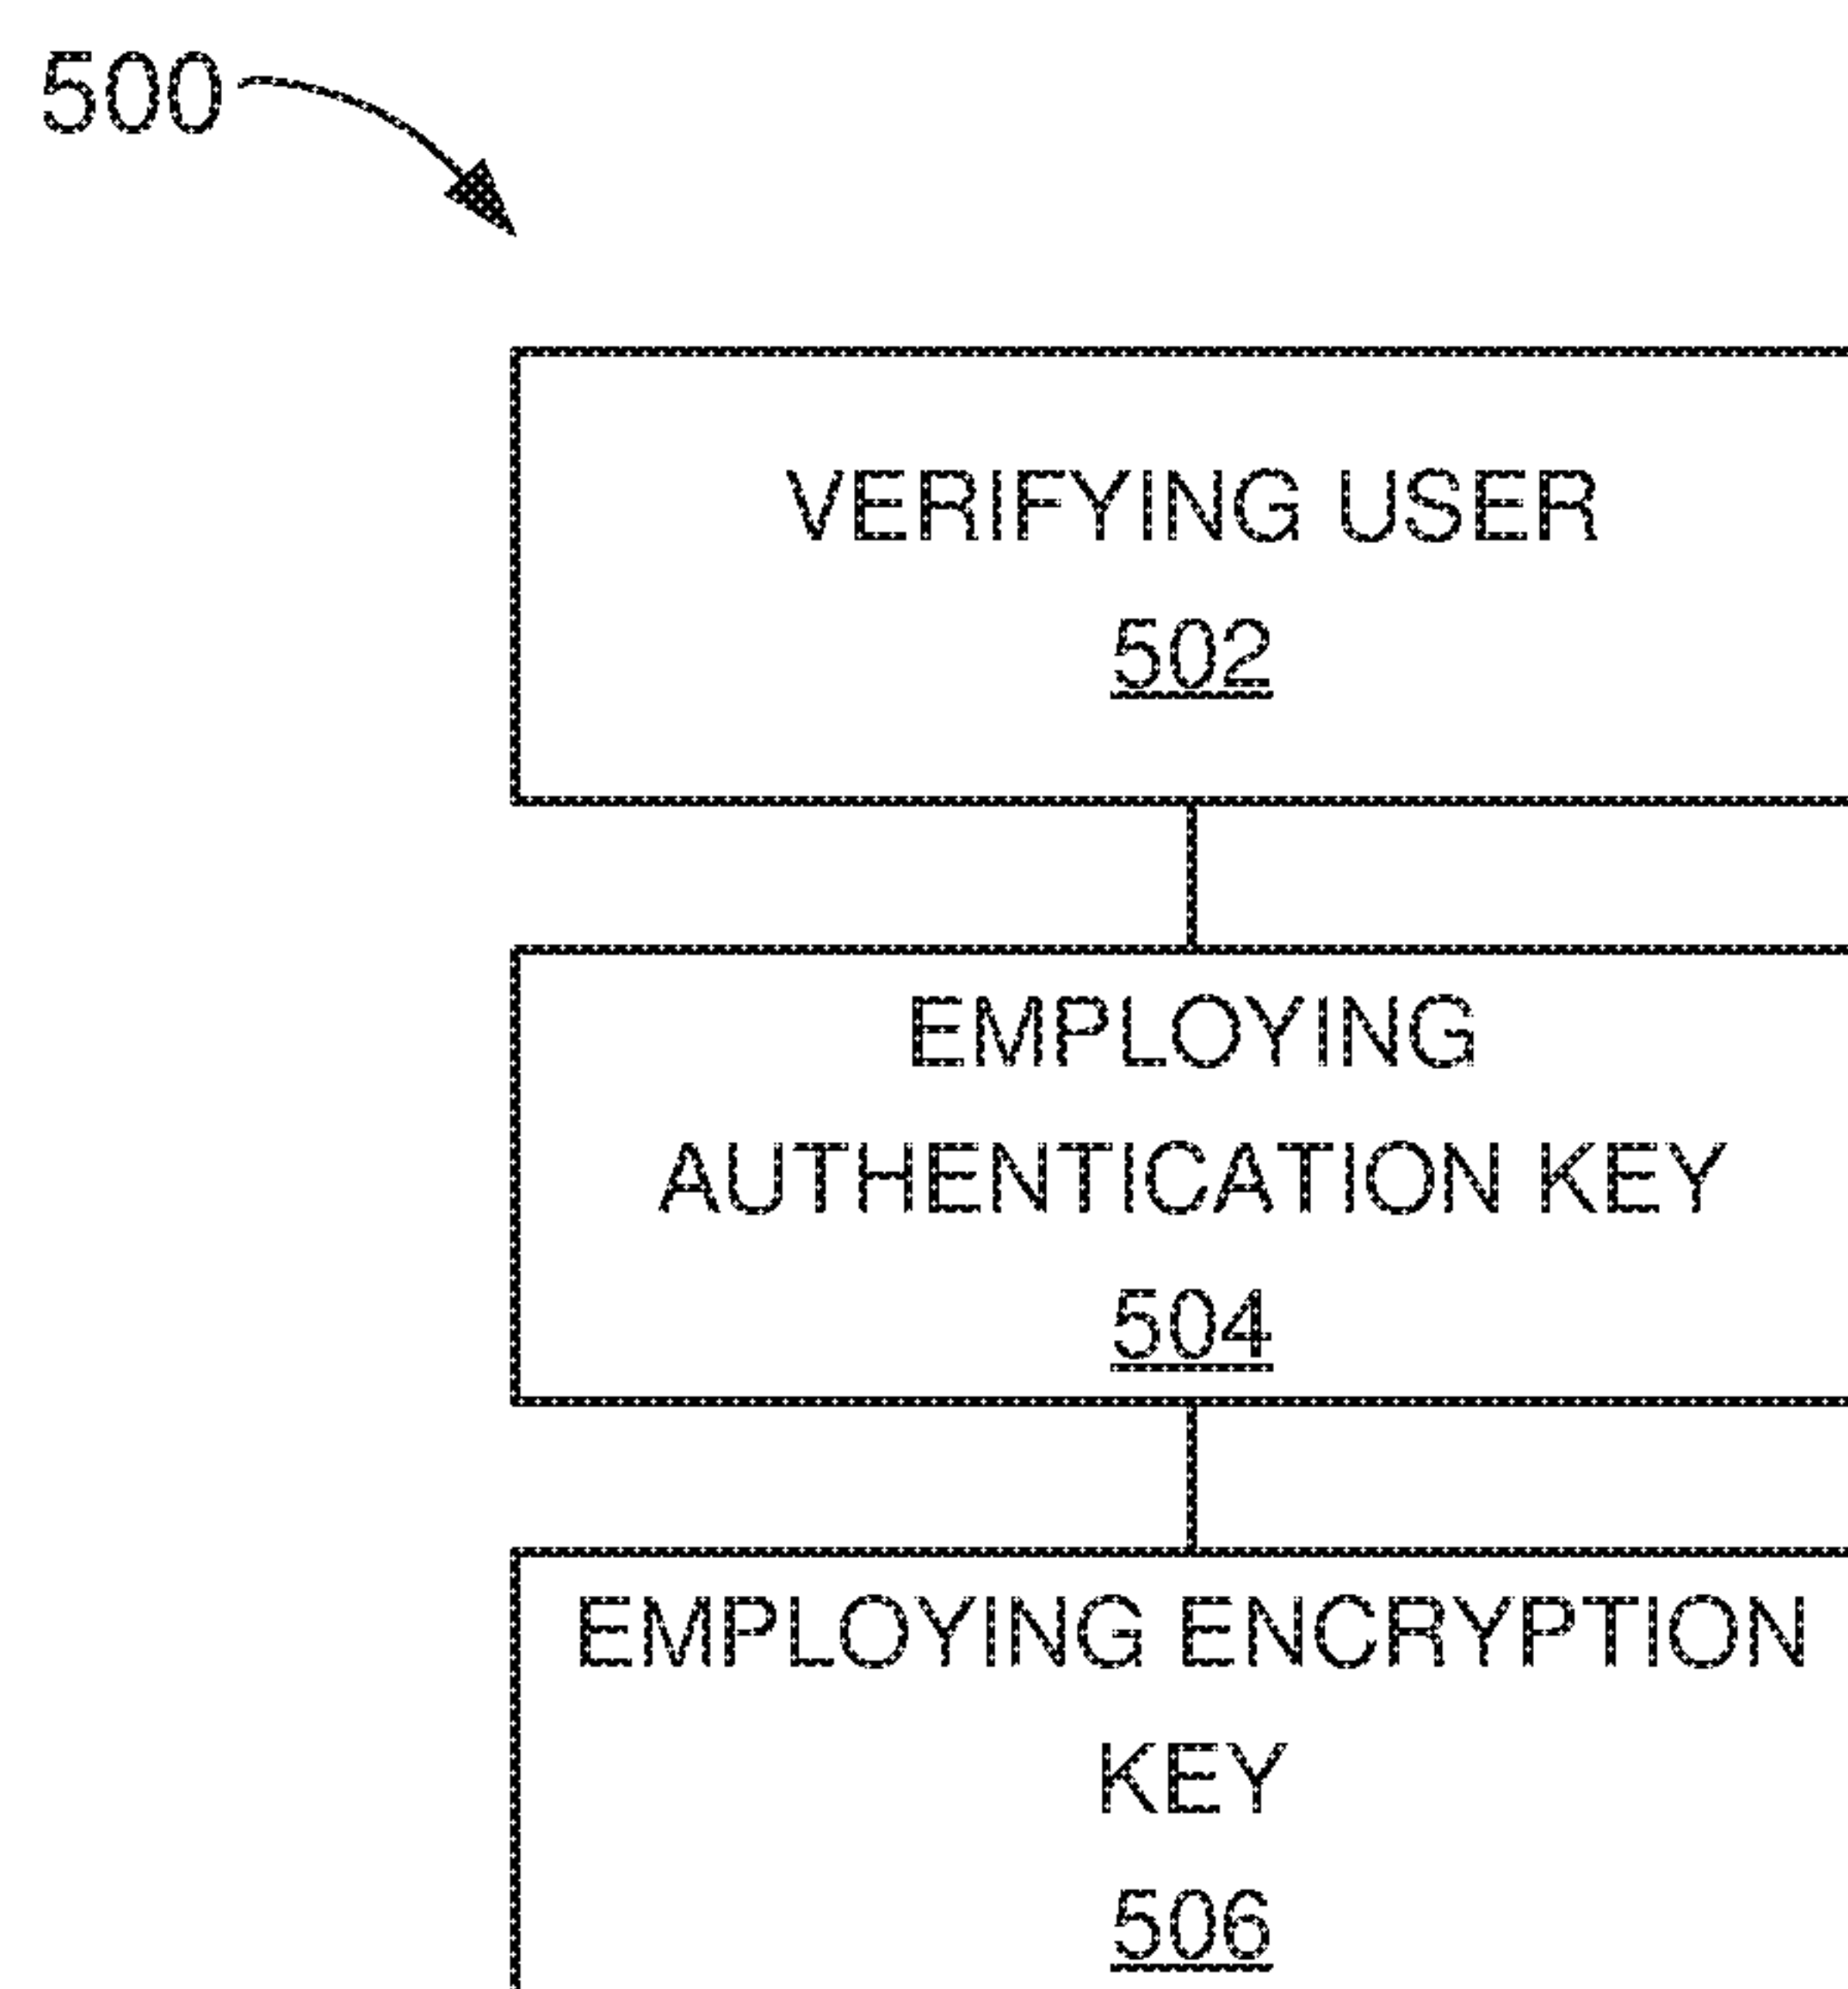 500
VERIFYING USER
502
EMPLOYING
AUTHENTICATION KEY
504
EMPLOYING ENCRYPTION
KEY
506